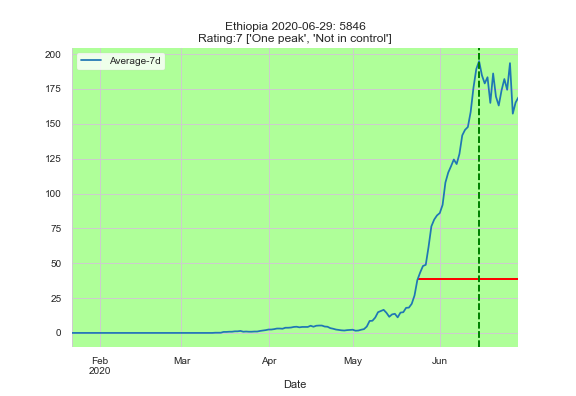 Ethiopia 2020-06-29: 5846
Rating:7 ['One peak', 'Not in control']
Average-7d
200
175
150
125
100
75
50
25
0
Feb
2020
Mar
Apr
May
Jun
Date